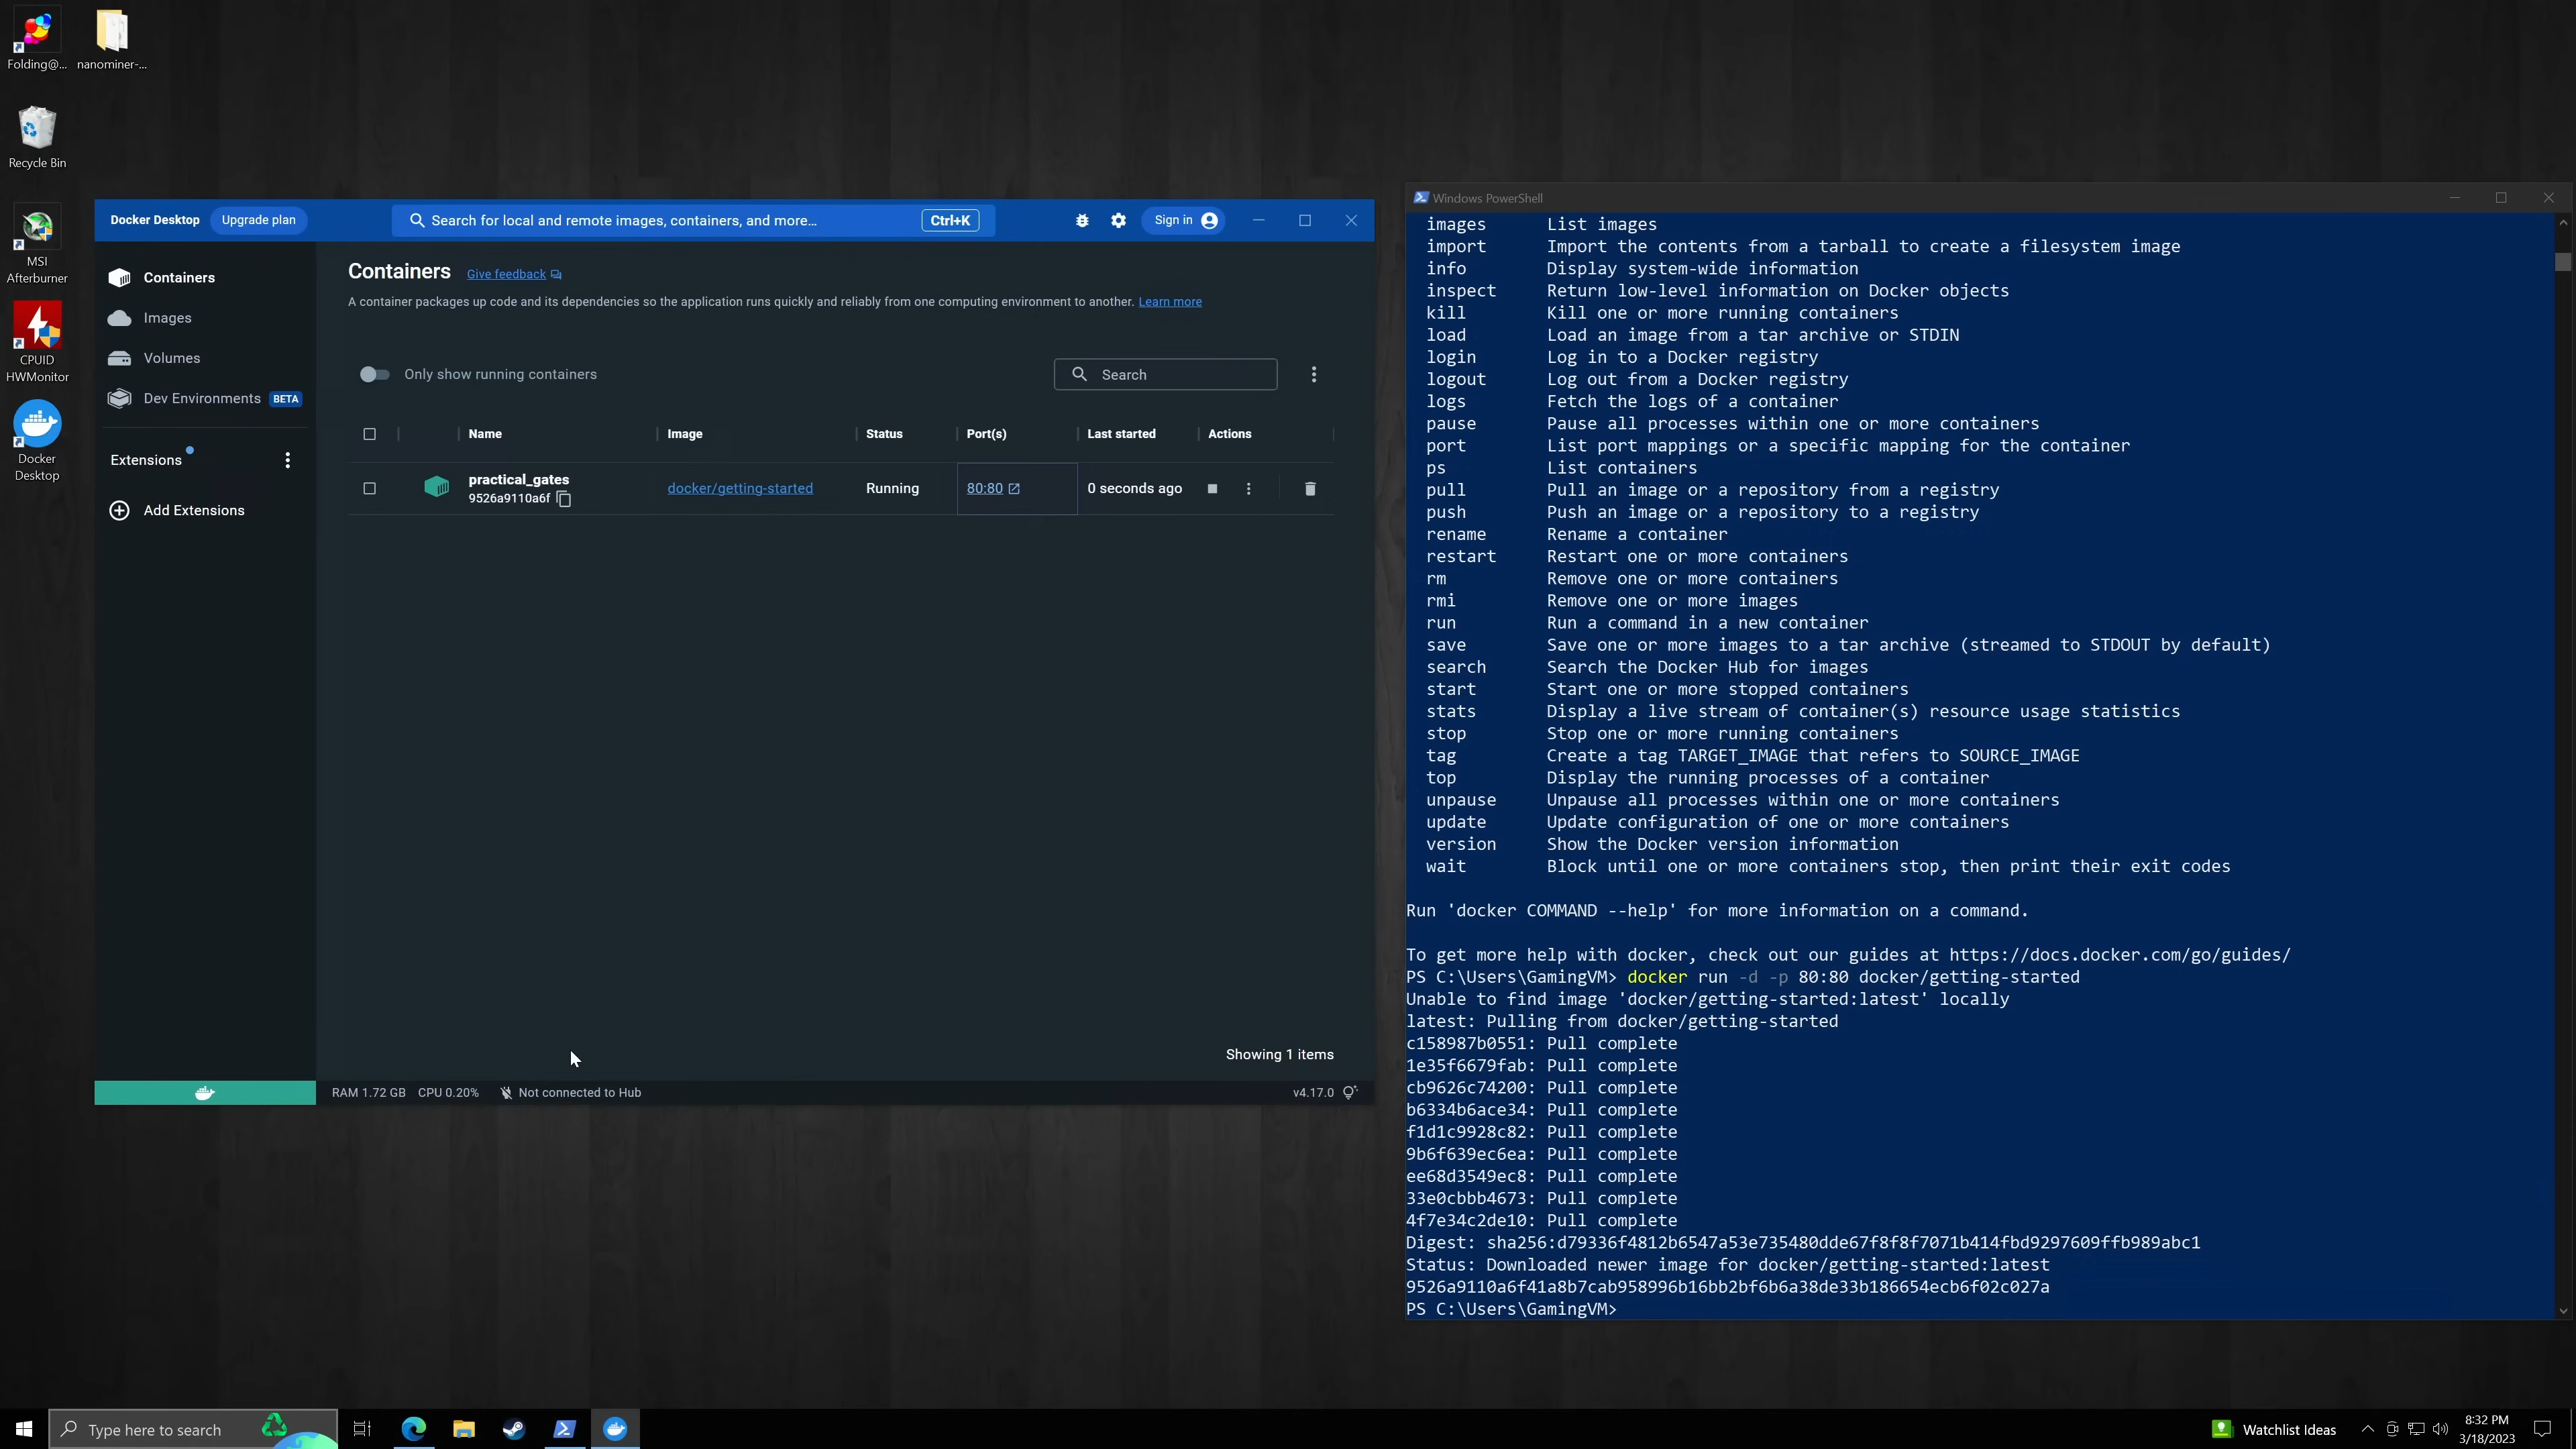 Folding@...
nanominer-...
Recycle Bin
MSI
Afterburner
CPUID
HWMonitor
Docker
Desktop
Docker Desktop
Upgrade plan
Search for local and remote images, containers, and more...
Ctrl+K
Sign in
Containers
Images
Volumes
Dev Environments
BETA
Extensions
Add Extensions
Containers
Give feedback
A container packages up code and its dependencies so the application runs quickly and reliably from one computing environment to another. Learn more
Only show running containers
Search
Name
Image
Status
Port(s)
Last started
Actions
practical_gates
9526a9110a6f
docker/getting-started
Running
80:80
0 seconds ago
Showing 1 items
RAM 1.72 GB
CPU 0.20%
Not connected to Hub
v4.17.0
Windows PowerShell
images List images
import Import the contents from a tarball to create a filesystem image
info Display system-wide information
inspect Return low-level information on Docker objects
kill Kill one or more running containers
load Load an image from a tar archive or STDIN
login Log in to a Docker registry
logout Log out from a Docker registry
logs Fetch the logs of a container
pause Pause all processes within one or more containers
port List port mappings or a specific mapping for the container
ps List containers
pull Pull an image or a repository from a registry
push Push an image or a repository to a registry
rename Rename a container
restart Restart one or more containers
rm Remove one or more containers
rmi Remove one or more images
run Run a command in a new container
save Save one or more images to a tar archive (streamed to STDOUT by default)
search Search the Docker Hub for images
start Start one or more stopped containers
stats Display a live stream of container(s) resource usage statistics
stop Stop one or more running containers
tag Create a tag TARGET_IMAGE that refers to SOURCE_IMAGE
top Display the running processes of a container
unpause Unpause all processes within one or more containers
update Update configuration of one or more containers
version Show the Docker version information
wait Block until one or more containers stop, then print their exit codes
Run 'docker COMMAND --help' for more information on a command.
To get more help with docker, check out our guides at https://docs.docker.com/go/guides/
PS C:\Users\GamingVM> docker run -d -p 80:80 docker/getting-started
Unable to find image 'docker/getting-started:latest' locally
latest: Pulling from docker/getting-started
c158987b0551: Pull complete
1e35f6679fab: Pull complete
cb9626c74200: Pull complete
b6334b6ace34: Pull complete
f1d1c9928c82: Pull complete
9b6f639ec6ea: Pull complete
ee68d3549ec8: Pull complete
33e0cbbb4673: Pull complete
4f7e34c2de10: Pull complete
Digest: sha256:d79336f4812b6547a53e735480dde67f8f8f7071b414fbd9297609ffb989abc1
Status: Downloaded newer image for docker/getting-started:latest
9526a9110a6f41a8b7cab958996b16bb2bf6b6a38de33b186654ecb6f02c027a
PS C:\Users\GamingVM>
Type here to search
Watchlist Ideas
8:32 PM
3/18/2023